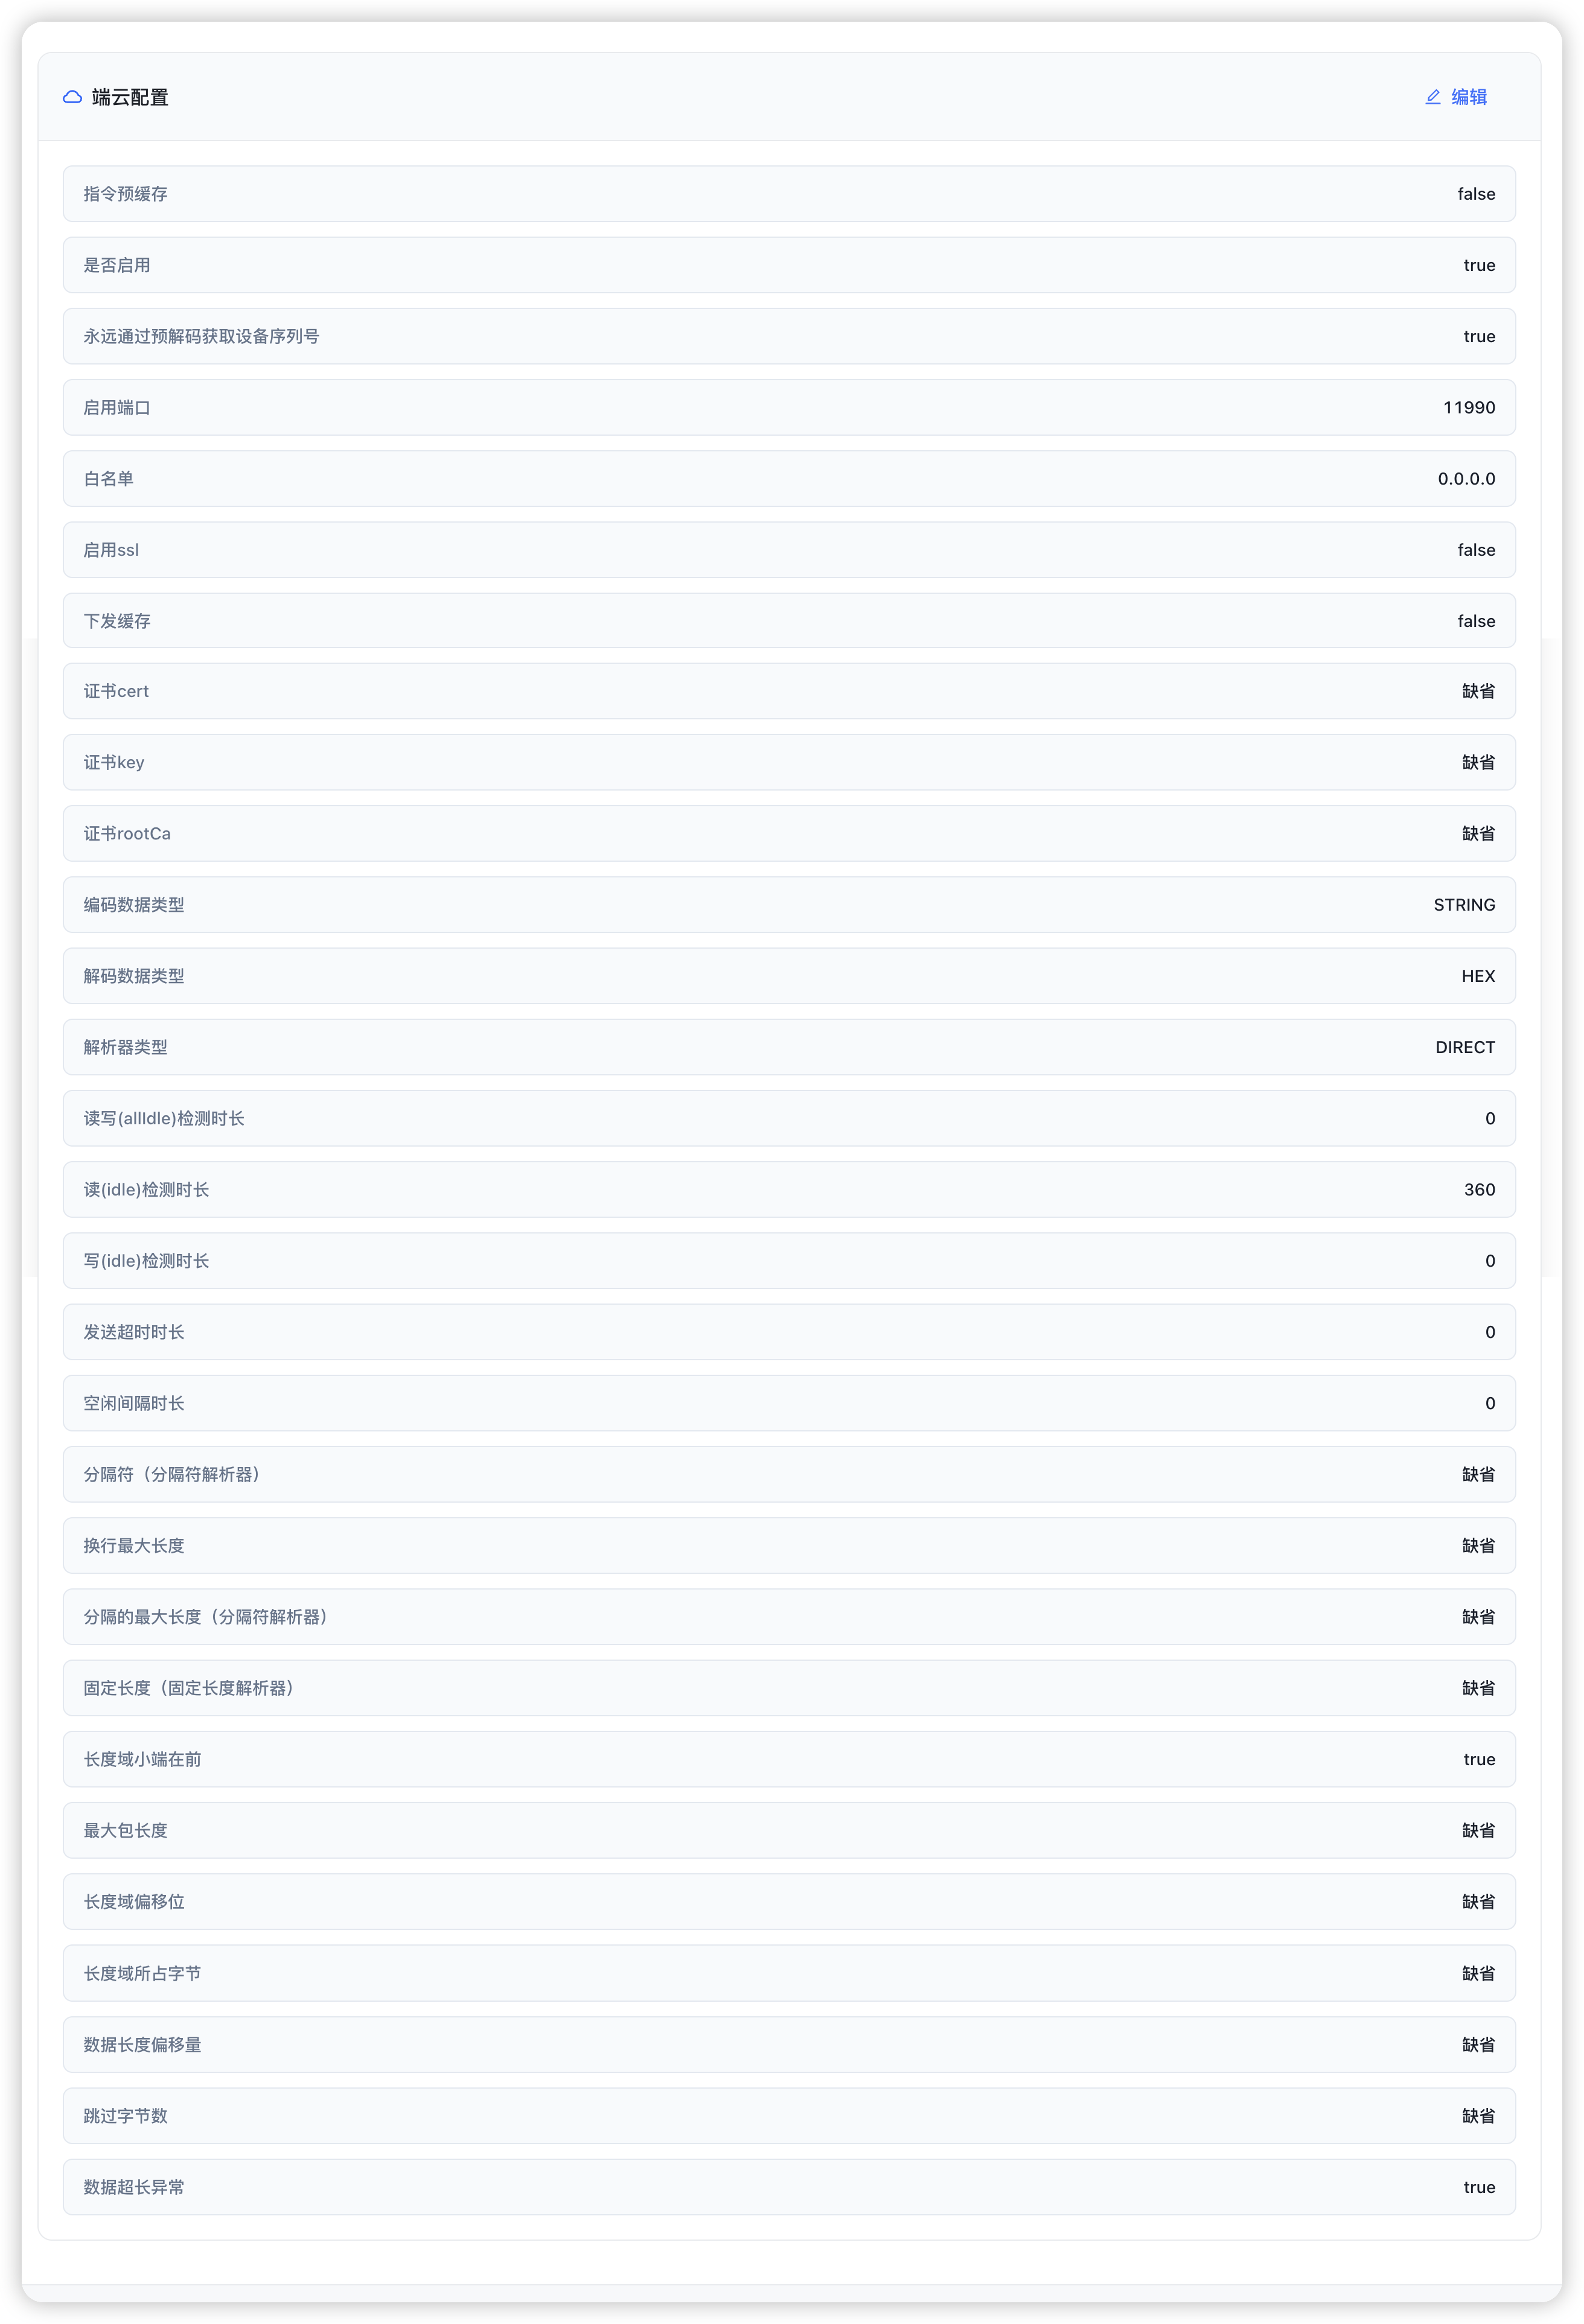 端云配置 编辑
指令预缓存 false
是否启用 true
永远通过预解码获取设备序列号 true
启用端口 11990
白名单 0.0.0.0
启用ssl false
下发缓存 false
证书cert 缺省
证书key 缺省
证书rootCa 缺省
编码数据类型 STRING
解码数据类型 HEX
解析器类型 DIRECT
读写(allIdle)检测时长 0
读(idle)检测时长 360
写(idle)检测时长 0
发送超时时长 0
空闲间隔时长 0
分隔符（分隔符解析器） 缺省
换行最大长度 缺省
分隔的最大长度（分隔符解析器） 缺省
固定长度（固定长度解析器） 缺省
长度域小端在前 true
最大包长度 缺省
长度域偏移位 缺省
长度域所占字节 缺省
数据长度偏移量 缺省
跳过字节数 缺省
数据超长异常 true